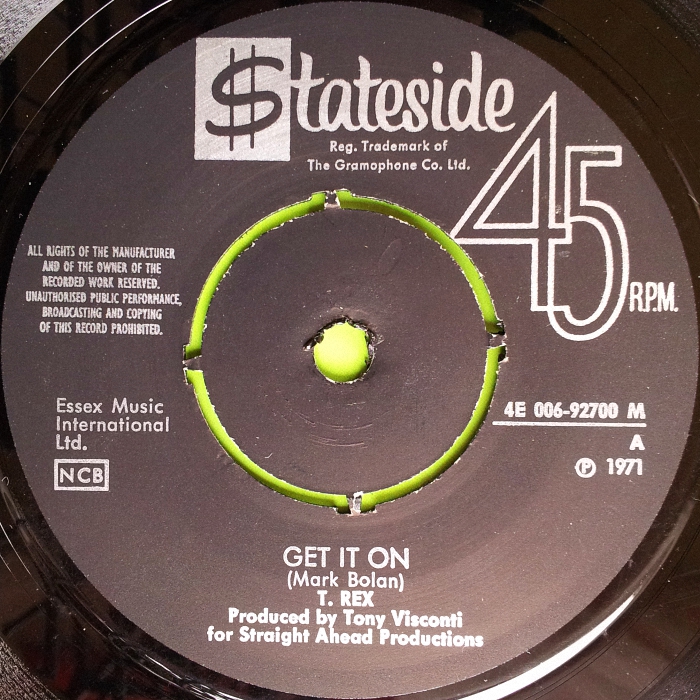 $tateside
Reg. Trademark of
The Gramophone Co. Ltd.
45
R.P.M.
ALL RIGHTS OF THE MANUFACTURER
AND OF THE OWNER OF THE
RECORDED WORK RESERVED.
UNAUTHORISED PUBLIC PERFORMANCE,
BROADCASTING AND COPYING
OF THIS RECORD PROHIBITED.
Essex Music
International
Ltd.
NCB
4E 006-92700 M
A
Ⓟ 1971
GET IT ON
(Mark Bolan)
T. REX
Produced by Tony Visconti
for Straight Ahead Productions